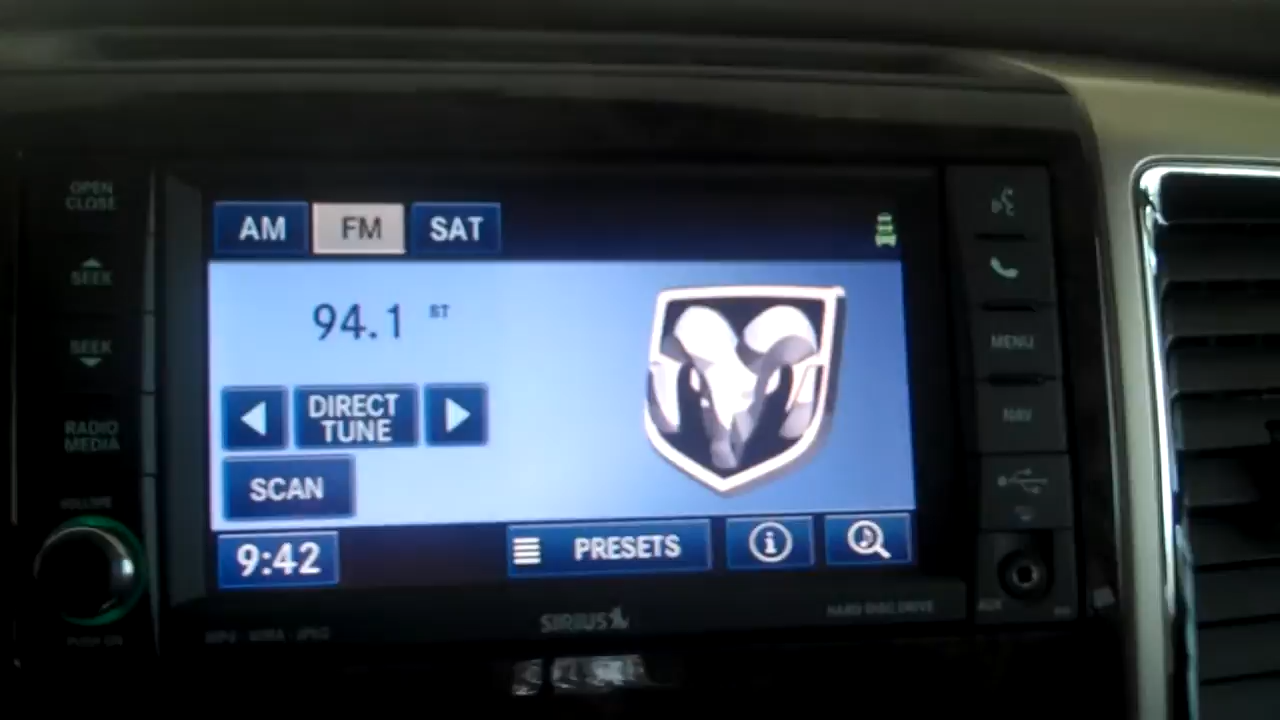 OPEN
CLOSE
SEEK
SEEK
RADIO
MEDIA
VOLUME
PUSH ON
AM FM SAT
94.1 ST
DIRECT
TUNE
SCAN
9:42 PRESETS i
SIRIUS
HARD DISC DRIVE
MENU
NAV
AUX